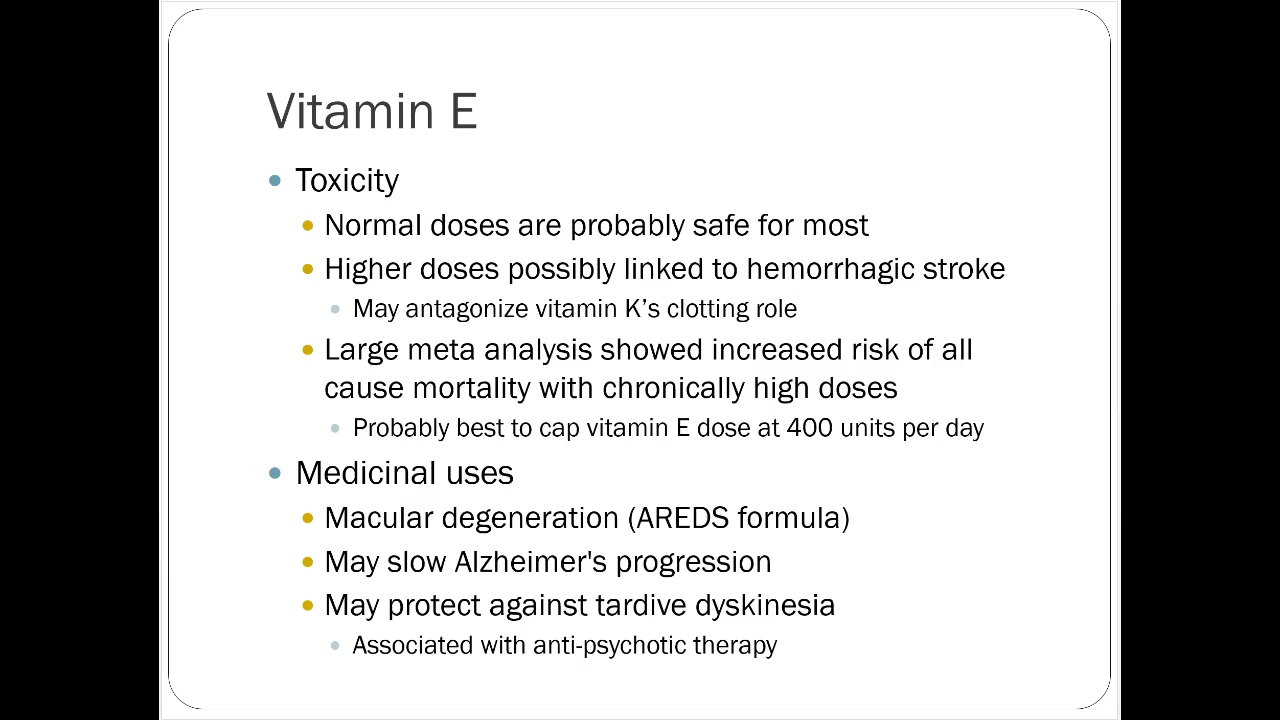 Vitamin E
Toxicity
Normal doses are probably safe for most
Higher doses possibly linked to hemorrhagic stroke
May antagonize vitamin K’s clotting role
Large meta analysis showed increased risk of all
cause mortality with chronically high doses
Probably best to cap vitamin E dose at 400 units per day
Medicinal uses
Macular degeneration (AREDS formula)
May slow Alzheimer's progression
May protect against tardive dyskinesia
Associated with anti-psychotic therapy